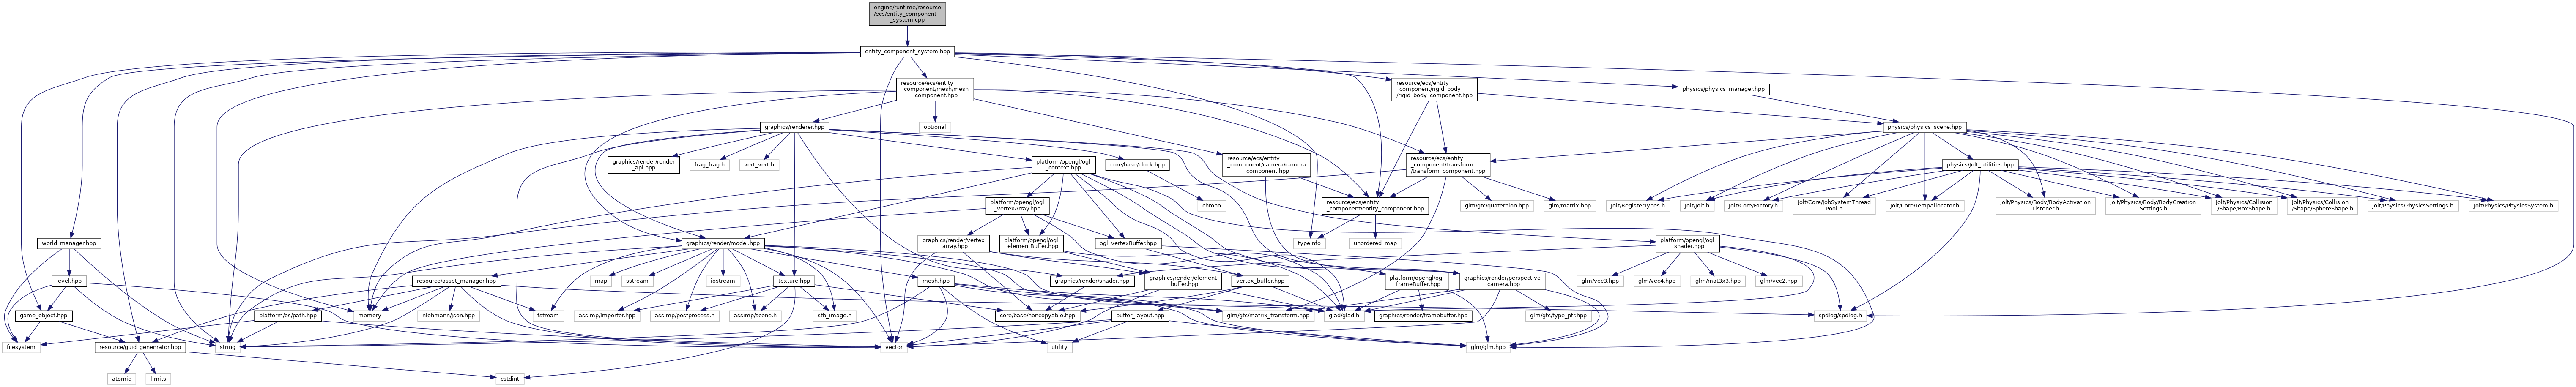 engine/runtime/resource
/ecs/entity_component
_system.cpp
entity_component_system.hpp
resource/ecs/entity
_component/mesh/mesh
_component.hpp
resource/ecs/entity
_component/rigid_body
/rigid_body_component.hpp
physics/physics_manager.hpp
graphics/renderer.hpp
optional
physics/physics_scene.hpp
graphics/render/render
_api.hpp
frag_frag.h
vert_vert.h
platform/opengl/ogl
_context.hpp
core/base/clock.hpp
resource/ecs/entity
_component/camera/camera
_component.hpp
resource/ecs/entity
_component/transform
/transform_component.hpp
physics/jolt_utilities.hpp
platform/opengl/ogl
_vertexArray.hpp
chrono
resource/ecs/entity
_component/entity_component.hpp
glm/gtc/quaternion.hpp
glm/matrix.hpp
Jolt/RegisterTypes.h
Jolt/Jolt.h
Jolt/Core/Factory.h
Jolt/Core/JobSystemThread
Pool.h
Jolt/Core/TempAllocator.h
Jolt/Physics/Body/BodyActivation
Listener.h
Jolt/Physics/Body/BodyCreation
Settings.h
Jolt/Physics/Collision
/Shape/BoxShape.h
Jolt/Physics/Collision
/Shape/SphereShape.h
Jolt/Physics/PhysicsSettings.h
Jolt/Physics/PhysicsSystem.h
world_manager.hpp
graphics/render/model.hpp
graphics/render/vertex
_array.hpp
platform/opengl/ogl
_elementBuffer.hpp
ogl_vertexBuffer.hpp
typeinfo
unordered_map
platform/opengl/ogl
_shader.hpp
level.hpp
resource/asset_manager.hpp
map
sstream
iostream
texture.hpp
mesh.hpp
graphics/render/shader.hpp
graphics/render/element
_buffer.hpp
vertex_buffer.hpp
platform/opengl/ogl
_frameBuffer.hpp
graphics/render/perspective
_camera.hpp
glm/vec3.hpp
glm/vec4.hpp
glm/mat3x3.hpp
glm/vec2.hpp
game_object.hpp
platform/os/path.hpp
memory
nlohmann/json.hpp
fstream
assimp/Importer.hpp
assimp/postprocess.h
assimp/scene.h
stb_image.h
core/base/noncopyable.hpp
buffer_layout.hpp
glm/gtc/matrix_transform.hpp
glad/glad.h
graphics/render/framebuffer.hpp
glm/gtc/type_ptr.hpp
spdlog/spdlog.h
filesystem
resource/guid_generator.hpp
string
vector
utility
glm/glm.hpp
atomic
limits
cstdint